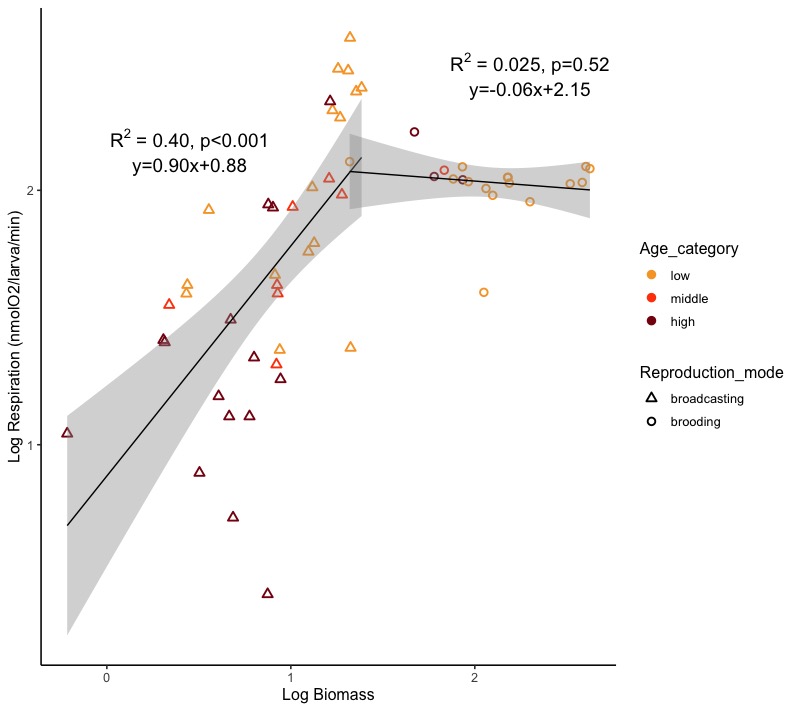 R² = 0.025, p=0.52
y=-0.06x+2.15
R² = 0.40, p<0.001
y=0.90x+0.88
Log Respiration (nmolO2/larva/min)
2
1
0
1
2
Log Biomass
Age_category
low
middle
high
Reproduction_mode
broadcasting
brooding